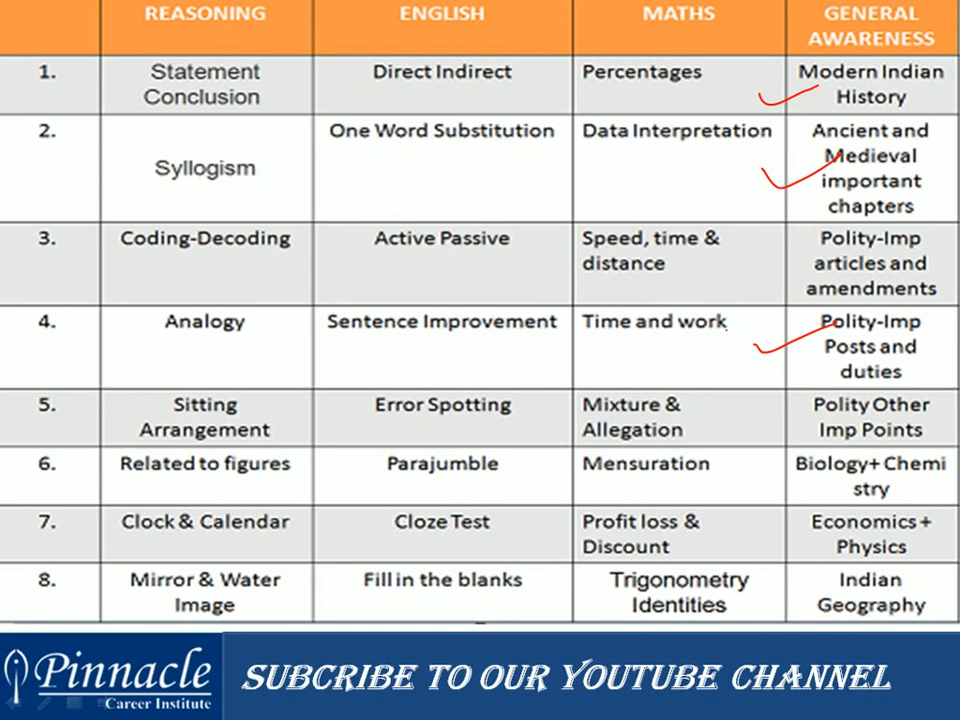 REASONING ENGLISH MATHS GENERAL
AWARENESS
1. Statement Direct Indirect Percentages Modern Indian
Conclusion History
2. One Word Substitution Data Interpretation Ancient and
Syllogism Medieval
important
chapters
3. Coding-Decoding Active Passive Speed, time & Polity-Imp
distance articles and
amendments
4. Analogy Sentence Improvement Time and work Polity-Imp
Posts and
duties
5. Sitting Error Spotting Mixture & Polity Other
Arrangement Allegation Imp Points
6. Related to figures Parajumble Mensuration Biology+ Chemi
stry
7. Clock & Calendar Cloze Test Profit loss & Economics +
Discount Physics
8. Mirror & Water Fill in the blanks Trigonometry Indian
Image Identities Geography
Pinnacle
Career Institute
SUBCRIBE TO OUR YOUTUBE CHANNEL